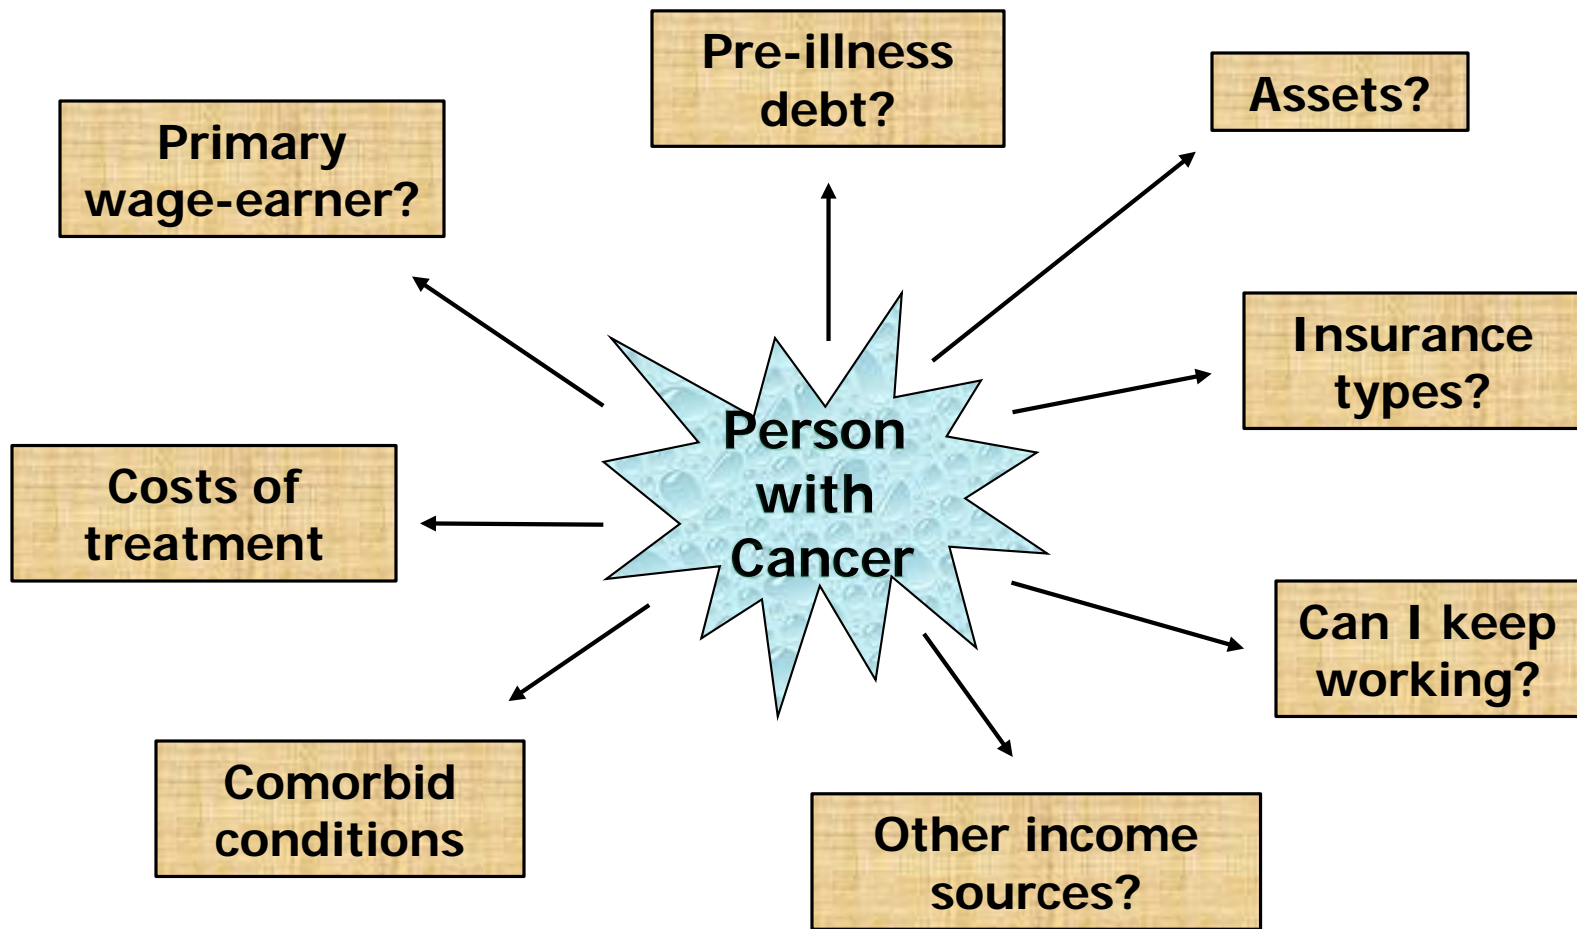 Pre-illness
debt?
Assets?
Primary
wage-earner?
Insurance
types?
Person
with
Cancer
Costs of
treatment
Can I keep
working?
Comorbid
conditions
Other income
sources?